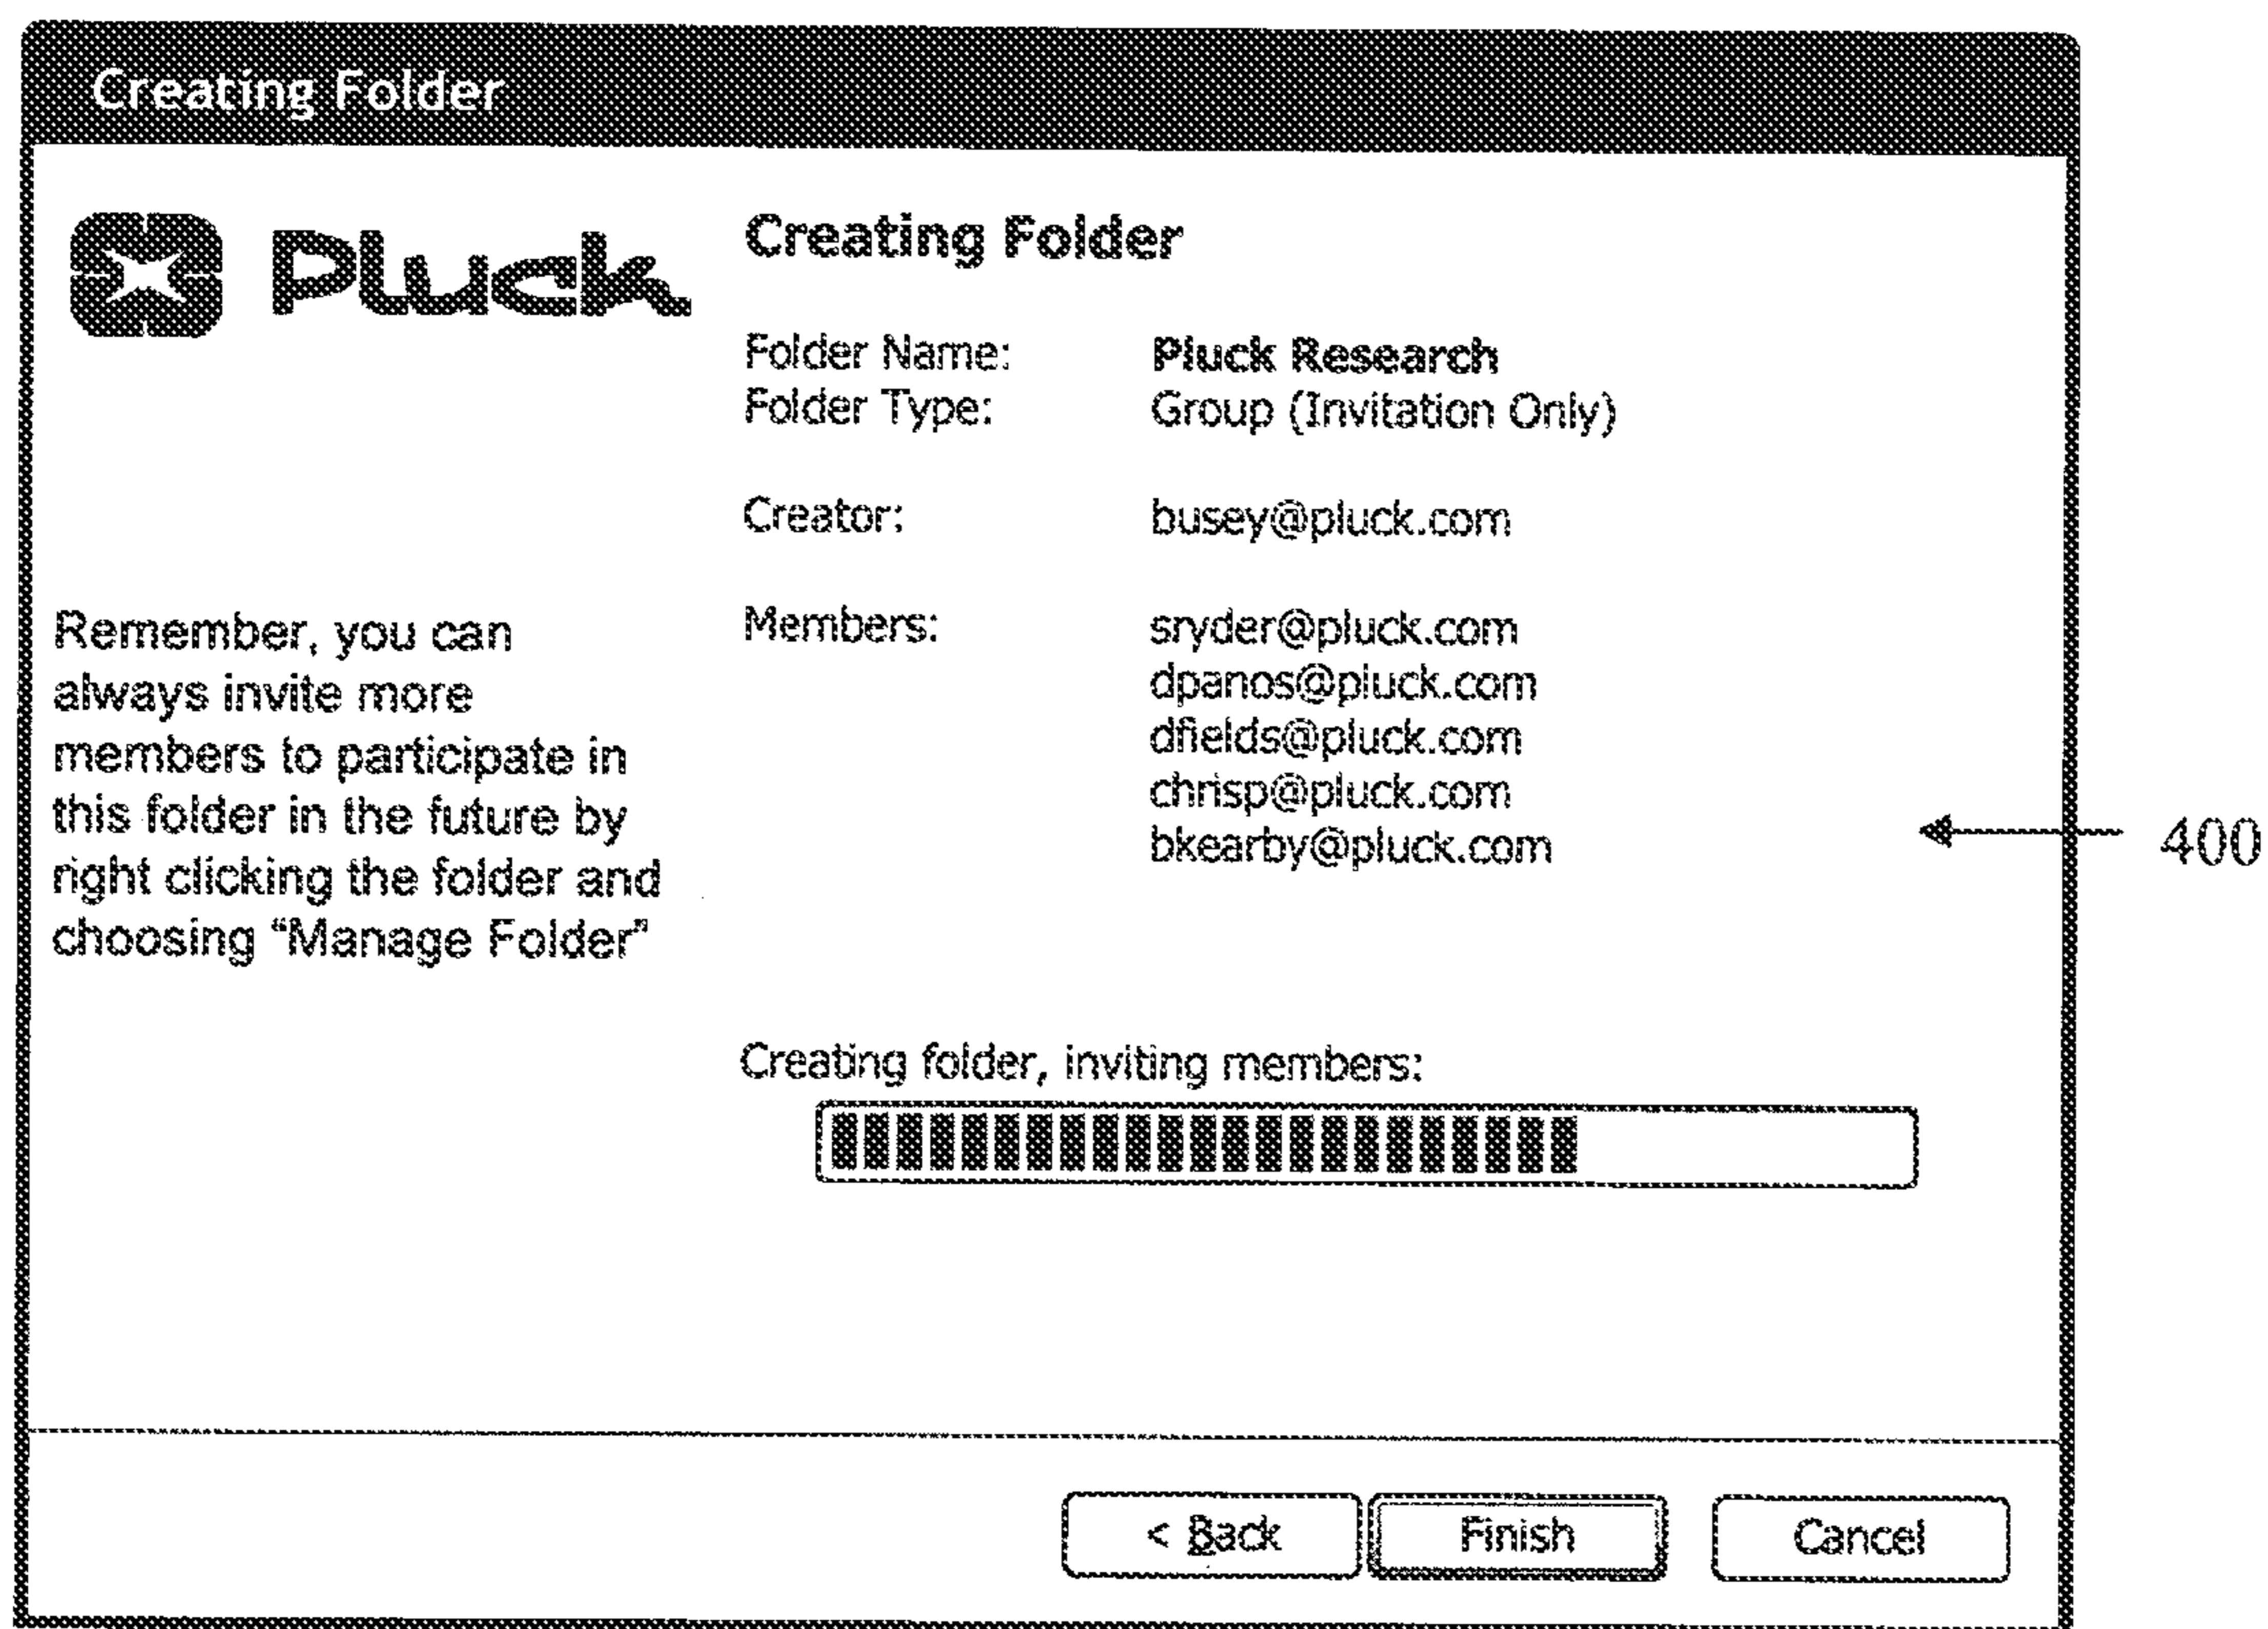 Creating Folder
Pluck
Creating Folder
Folder Name: Pluck Research
Folder Type: Group (Invitation Only)
Creator: busey@pluck.com
Members: sryder@pluck.com
dpanos@pluck.com
dfields@pluck.com
chrisp@pluck.com
bkearby@pluck.com
Remember, you can
always invite more
members to participate in
this folder in the future by
right clicking the folder and
choosing “Manage Folder”
400
Creating folder, inviting members:
< Back
Finish
Cancel